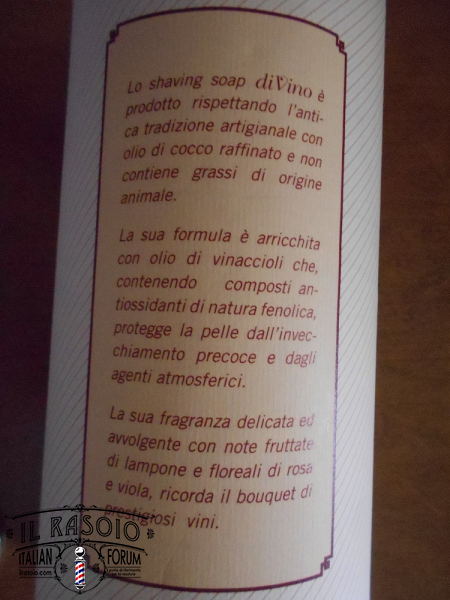 Lo shaving soap diVino è
prodotto rispettando l'anti-
ca tradizione artigianale con
olio di cocco raffinato e non
contiene grassi di origine
animale.
La sua formula è arricchita
con olio di vinaccioli che,
contenendo composti an-
tiossidanti di natura fenolica,
protegge la pelle dall'invec-
chiamento precoce e dagli
agenti atmosferici.
La sua fragranza delicata ed
avvolgente con note fruttate
di lampone e floreali di rosa
e viola, ricorda il bouquet di
prestigiosi vini.
IL RASOIO
ITALIAN FORUM
ilrasoio.com